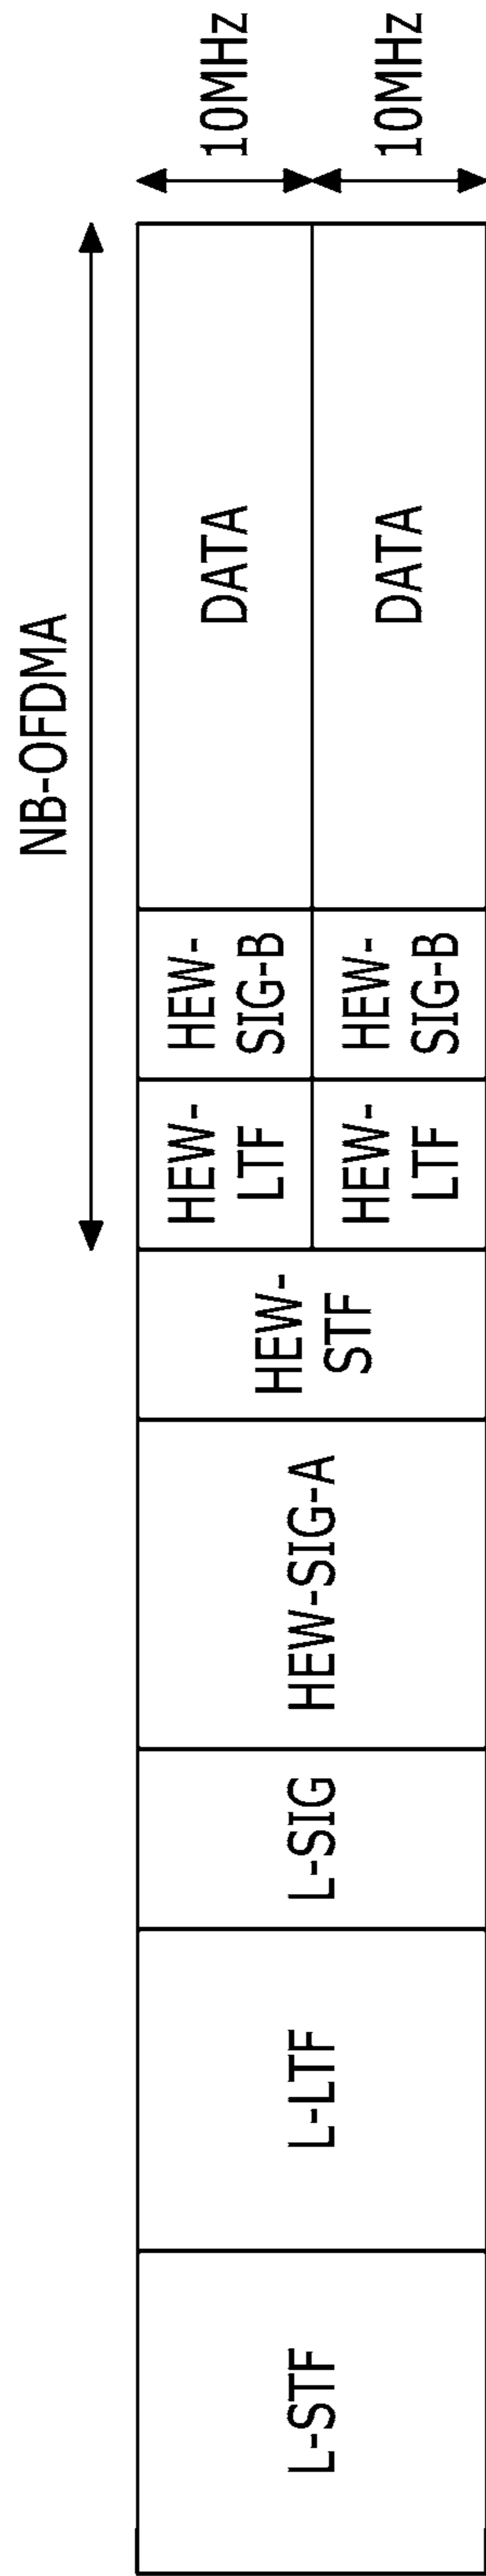 NB-OFDMA
L-STF
L-LTF
L-SIG
HEW-SIG-A
HEW-
STF
HEW-
LTF
HEW-
SIG-B
DATA
10MHz
HEW-
LTF
HEW-
SIG-B
DATA
10MHz